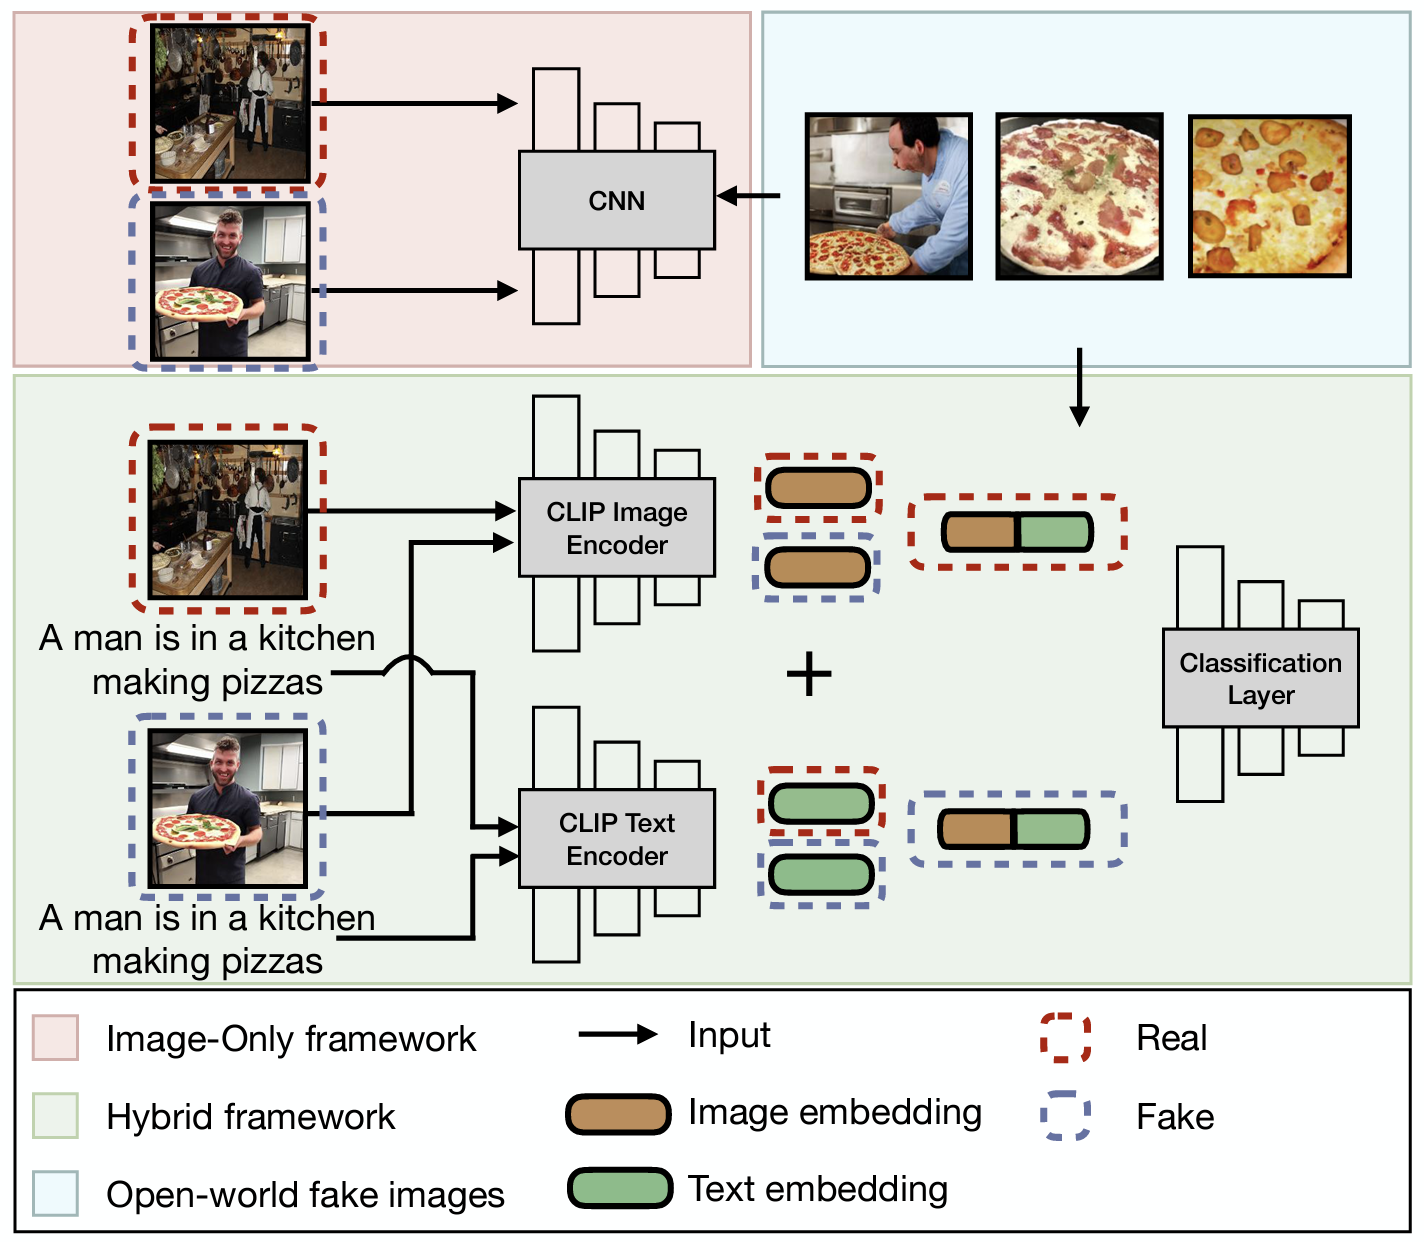 CNN
CLIP Image
Encoder
A man is in a kitchen
making pizzas
+
Classification
Layer
CLIP Text
Encoder
A man is in a kitchen
making pizzas
Image-Only framework
Input
Real
Hybrid framework
Image embedding
Fake
Open-world fake images
Text embedding